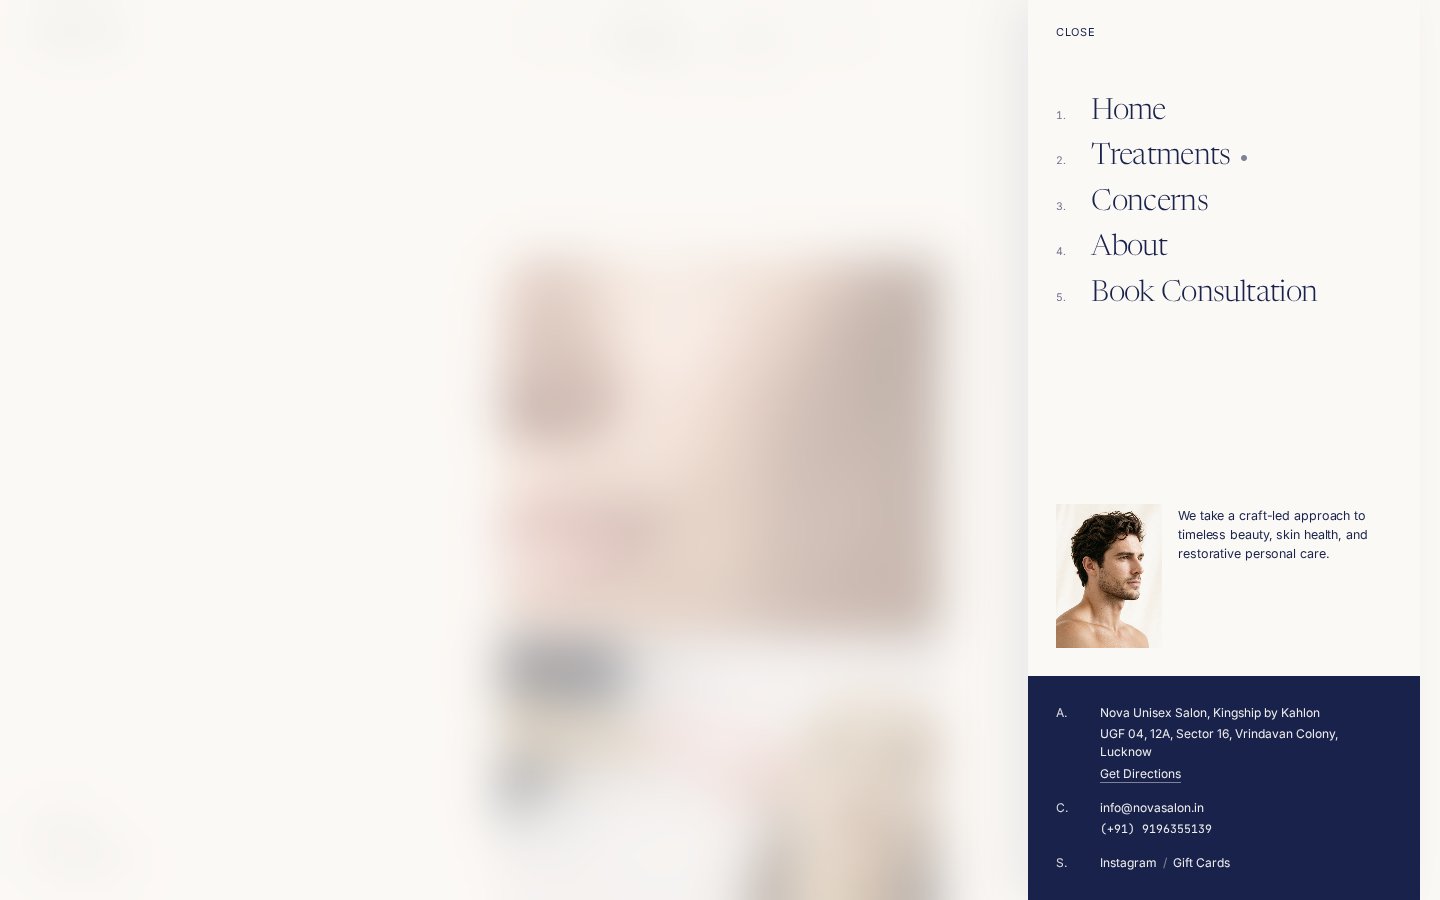 CLOSE
1. Home
2. Treatments
3. Concerns
4. About
5. Book Consultation
We take a craft-led approach to
timeless beauty, skin health, and
restorative personal care.
A. Nova Unisex Salon, Kingship by Kahlon
UGF 04, 12A, Sector 16, Vrindavan Colony,
Lucknow
Get Directions
C. info@novasalon.in
(+91) 9196355139
S. Instagram / Gift Cards